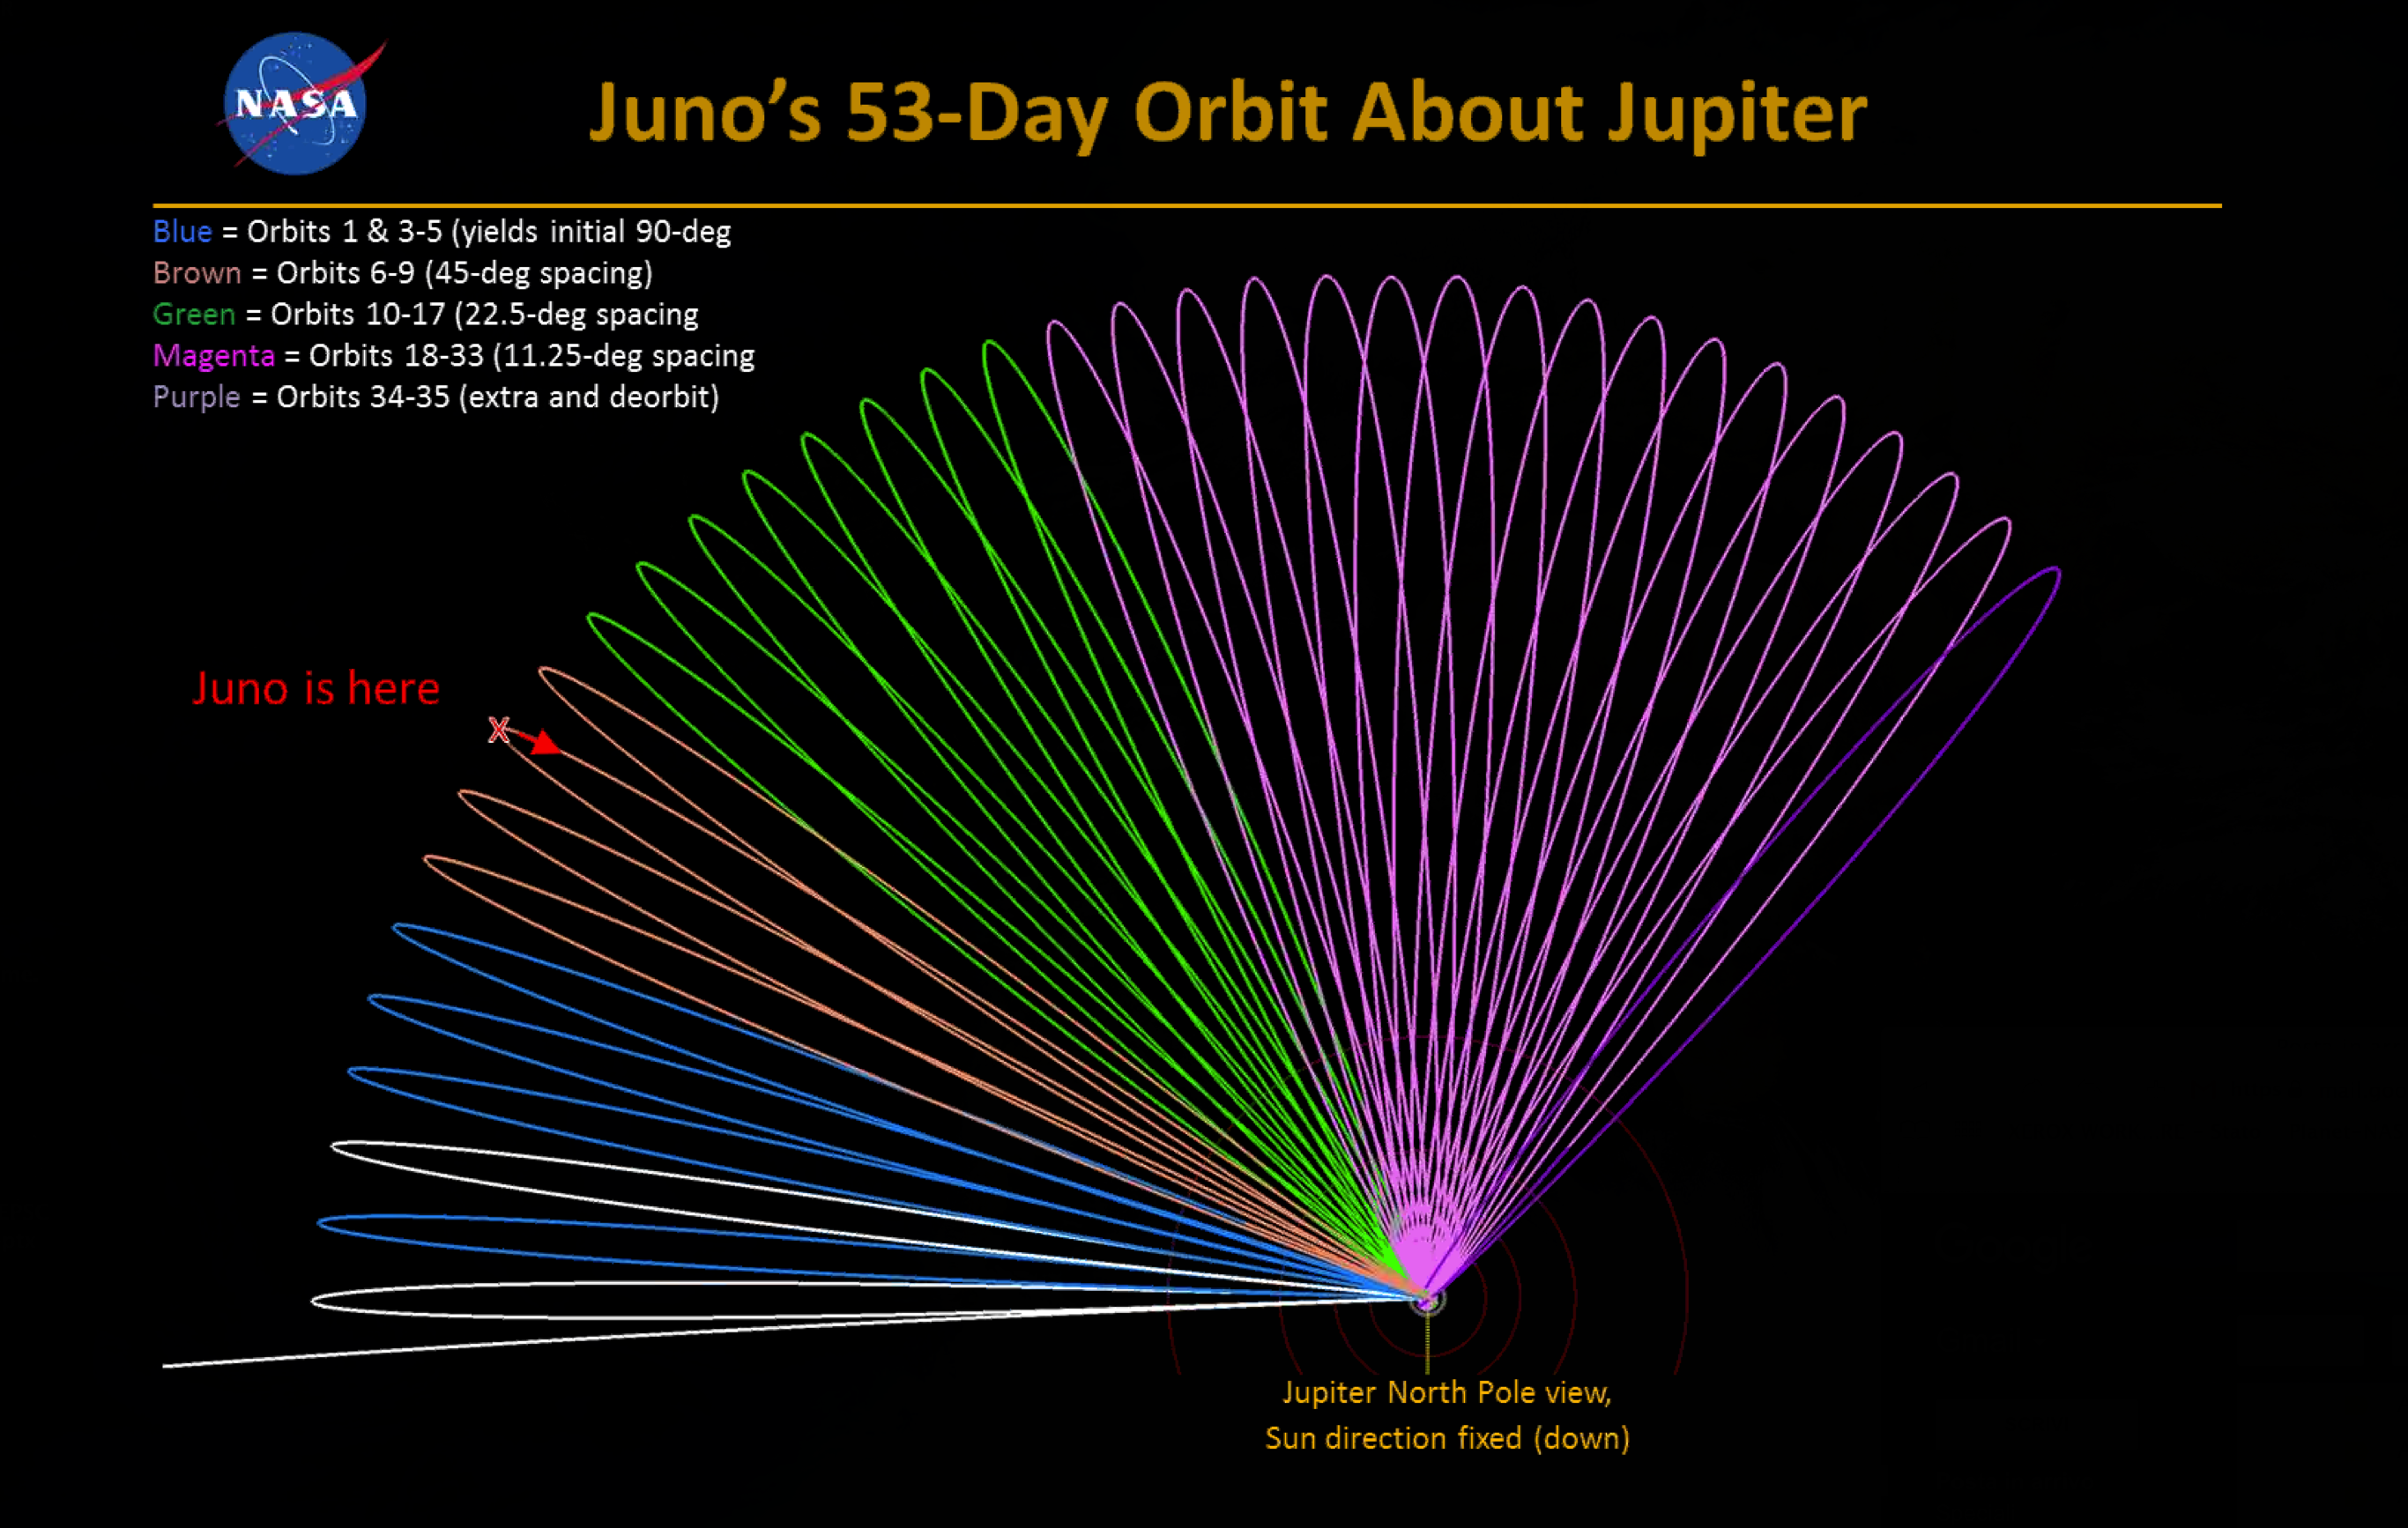 NASA
Juno’s 53-Day Orbit About Jupiter
Blue = Orbits 1 & 3-5 (yields initial 90-deg
Brown = Orbits 6-9 (45-deg spacing)
Green = Orbits 10-17 (22.5-deg spacing
Magenta = Orbits 18-33 (11.25-deg spacing
Purple = Orbits 34-35 (extra and deorbit)
Juno is here
X
Jupiter North Pole view,
Sun direction fixed (down)